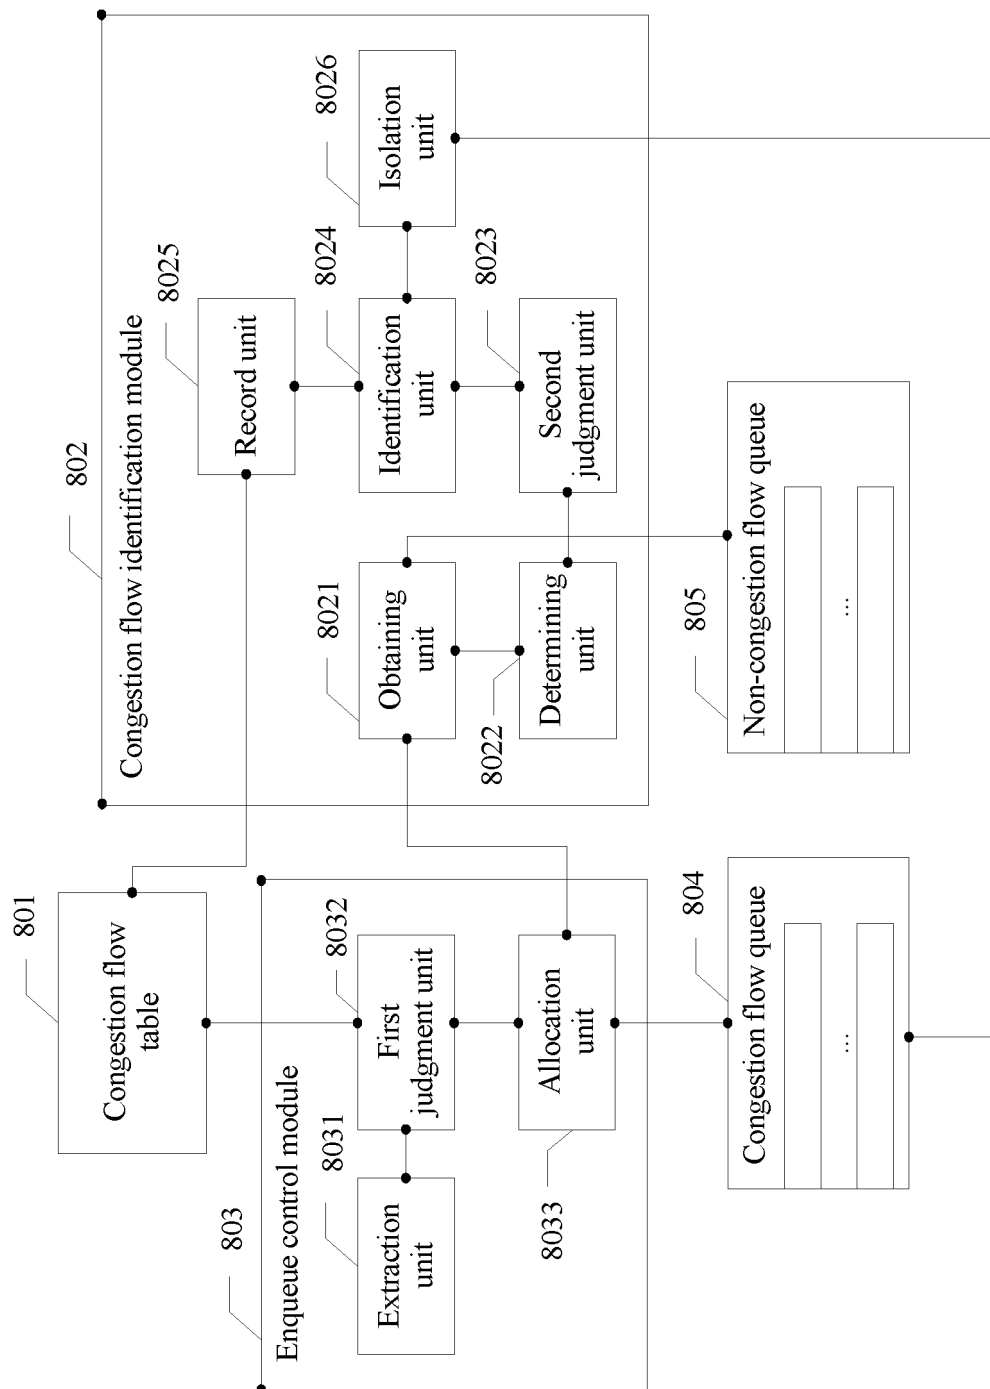 801
Congestion flow
table
802
Congestion flow identification module
8025
Record unit
803
Enqueue control module
8031
Extraction
unit
8032
First
judgment unit
8021
Obtaining
unit
8024
Identification
unit
8026
Isolation
unit
8033
Allocation
unit
8022
Determining
unit
8023
Second
judgment unit
804
Congestion flow queue
...
805
Non-congestion flow queue
...